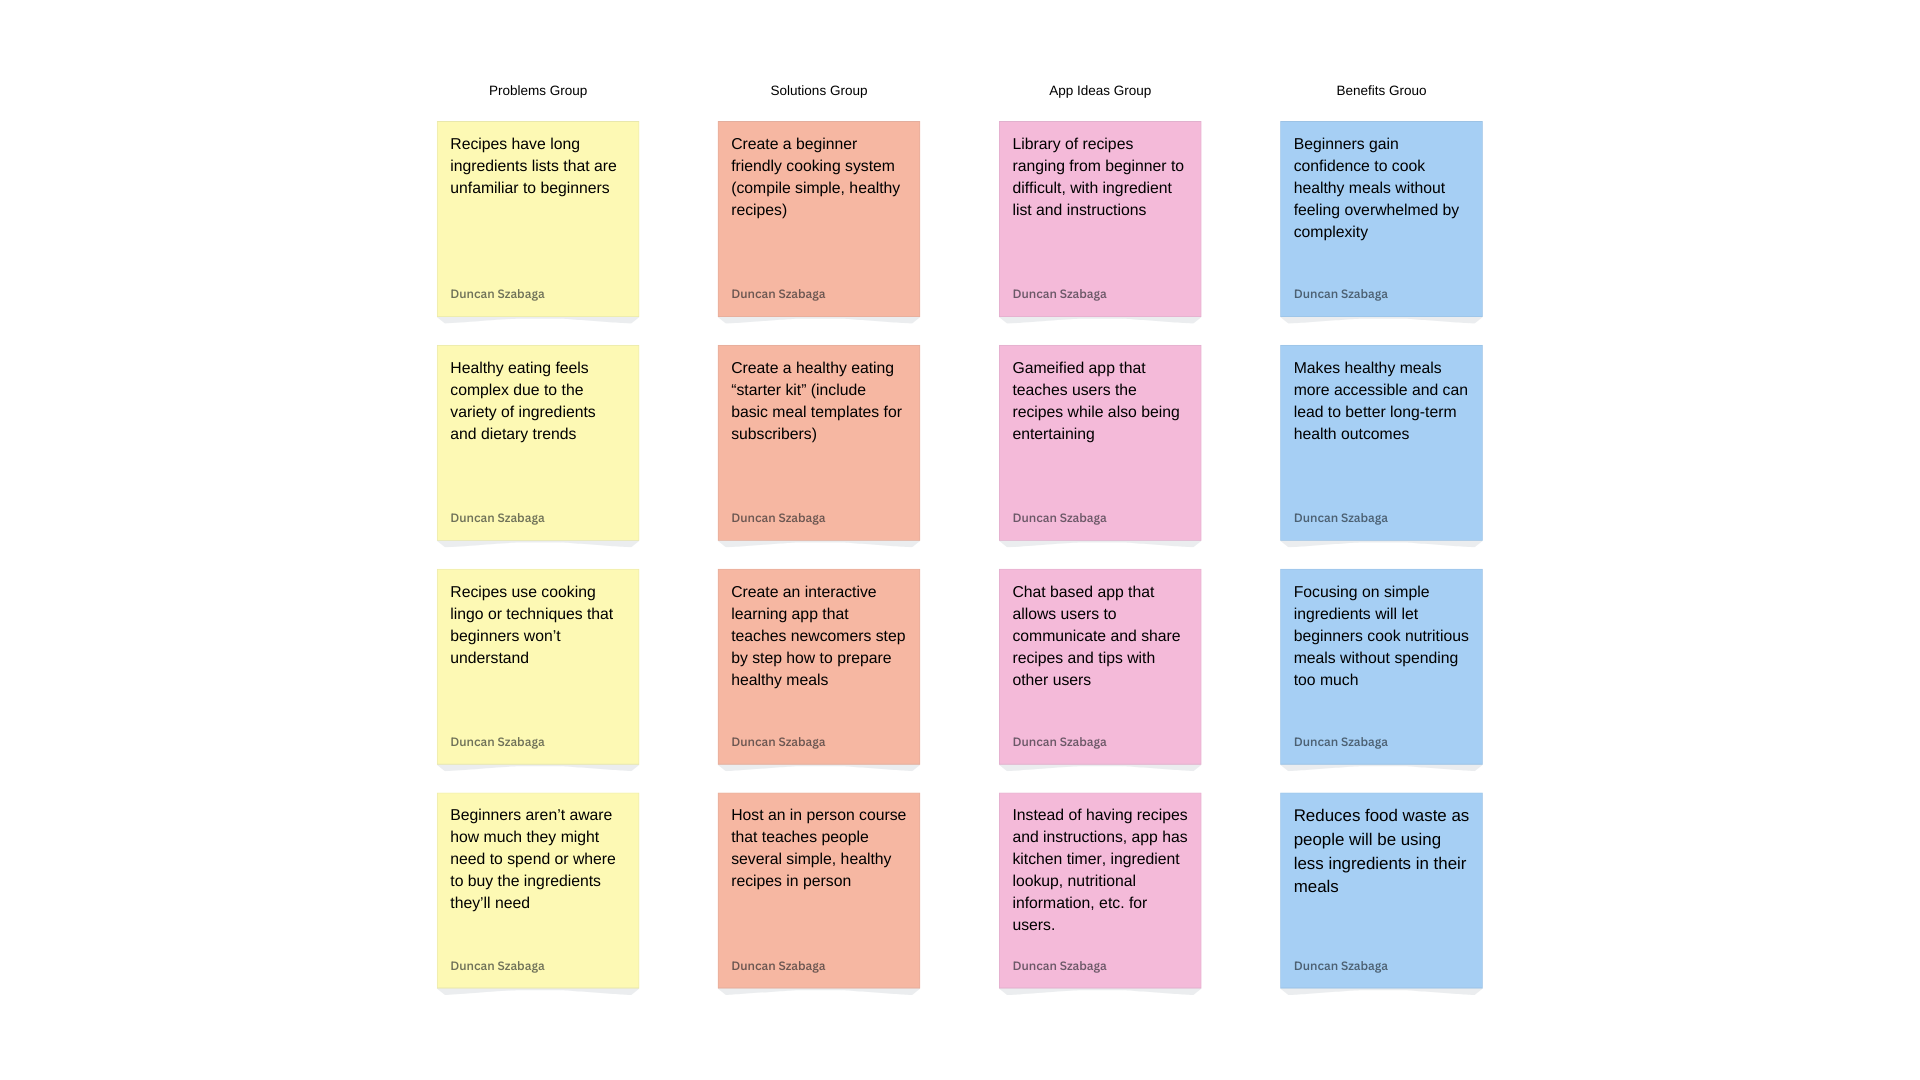 Problems Group
Solutions Group
App Ideas Group
Benefits Grouo
Recipes have long
ingredients lists that are
unfamiliar to beginners
Duncan Szabaga
Create a beginner
friendly cooking system
(compile simple, healthy
recipes)
Duncan Szabaga
Library of recipes
ranging from beginner to
difficult, with ingredient
list and instructions
Duncan Szabaga
Beginners gain
confidence to cook
healthy meals without
feeling overwhelmed by
complexity
Duncan Szabaga
Healthy eating feels
complex due to the
variety of ingredients
and dietary trends
Duncan Szabaga
Create a healthy eating
“starter kit” (include
basic meal templates for
subscribers)
Duncan Szabaga
Gameified app that
teaches users the
recipes while also being
entertaining
Duncan Szabaga
Makes healthy meals
more accessible and can
lead to better long-term
health outcomes
Duncan Szabaga
Recipes use cooking
lingo or techniques that
beginners won’t
understand
Duncan Szabaga
Create an interactive
learning app that
teaches newcomers step
by step how to prepare
healthy meals
Duncan Szabaga
Chat based app that
allows users to
communicate and share
recipes and tips with
other users
Duncan Szabaga
Focusing on simple
ingredients will let
beginners cook nutritious
meals without spending
too much
Duncan Szabaga
Beginners aren’t aware
how much they might
need to spend or where
to buy the ingredients
they’ll need
Duncan Szabaga
Host an in person course
that teaches people
several simple, healthy
recipes in person
Duncan Szabaga
Instead of having recipes
and instructions, app has
kitchen timer, ingredient
lookup, nutritional
information, etc. for
users.
Duncan Szabaga
Reduces food waste as
people will be using
less ingredients in their
meals
Duncan Szabaga